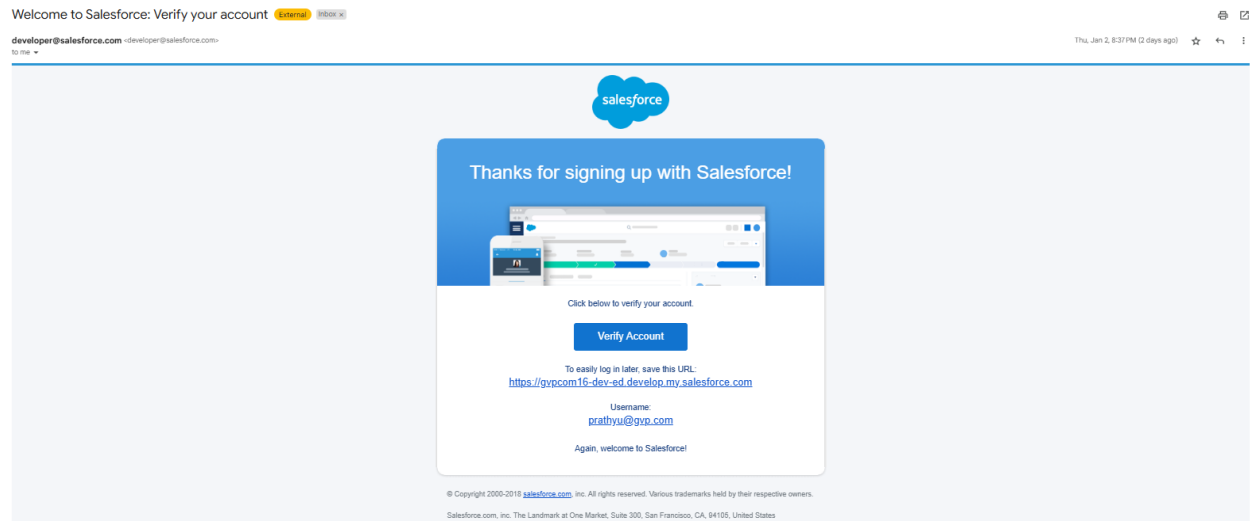 Welcome to Salesforce: Verify your account External Inbox x
developer@salesforce.com <developer@salesforce.com>
Thu, Jan 2, 8:37 PM (2 days ago)
to me
salesforce
Thanks for signing up with Salesforce!
Click below to verify your account.
Verify Account
To easily log in later, save this URL:
https://gvpcom16-dev-ed.develop.my.salesforce.com
Username:
prathyu@gvp.com
Again, welcome to Salesforce!
© Copyright 2000-2018 salesforce.com, inc. All rights reserved. Various trademarks held by their respective owners.
Salesforce.com, inc. The Landmark at One Market, Suite 300, San Francisco, CA, 94105, United States